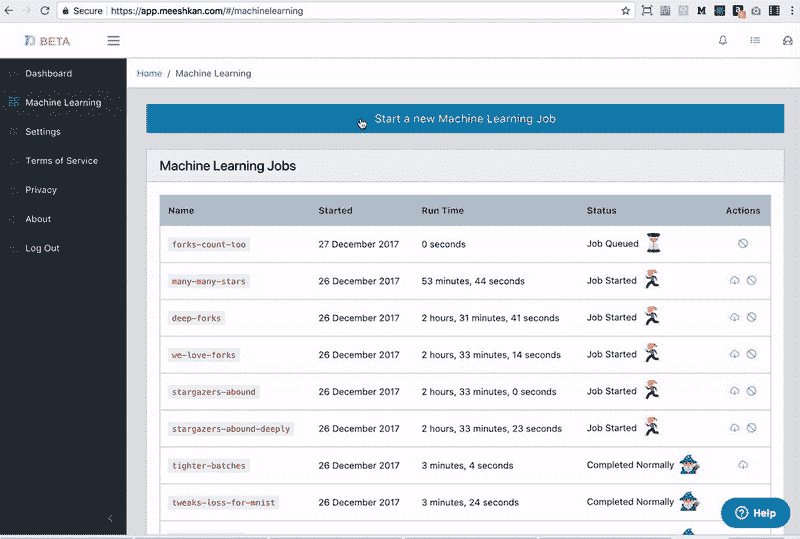 Secure https://app.meeshkan.com/#/machinelearning
BETA
Home / Machine Learning
Dashboard
Machine Learning
Settings
Terms of Service
Privacy
About
Log Out
Start a new Machine Learning Job
Machine Learning Jobs
Name Started Run Time Status Actions
forks-count-too 27 December 2017 0 seconds Job Queued
many-many-stars 26 December 2017 53 minutes, 44 seconds Job Started
deep-forks 26 December 2017 2 hours, 31 minutes, 41 seconds Job Started
we-love-forks 26 December 2017 2 hours, 33 minutes, 14 seconds Job Started
stargazers-abound 26 December 2017 2 hours, 33 minutes, 0 seconds Job Started
stargazers-abound-deeply 26 December 2017 2 hours, 33 minutes, 23 seconds Job Started
tighter-batches 26 December 2017 3 minutes, 4 seconds Completed Normally
tweaks-loss-for-mnist 26 December 2017 3 minutes, 24 seconds Completed Normally
Help